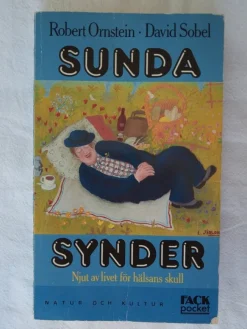 Robert Ornstein · David Sobel
SUNDA
SYNDER
Njut av livet för hälsans skull
NATUR OCH KULTUR
FACK
pocket